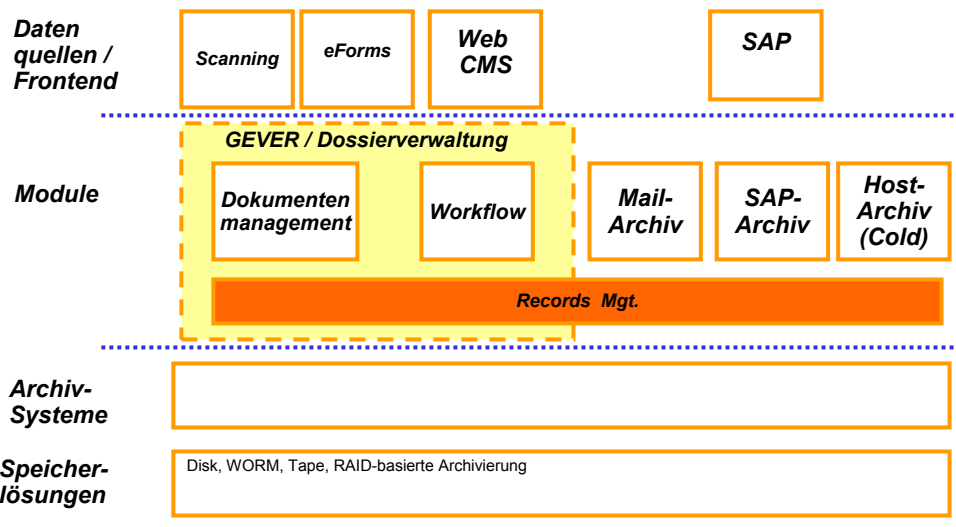 Daten
quellen /
Frontend
Scanning
eForms
Web
CMS
SAP
GEVER / Dossierverwaltung
Module
Dokumenten
management
Workflow
Mail-
Archiv
SAP-
Archiv
Host-
Archiv
(Cold)
Records Mgt.
Archiv-
Systeme
Speicher-
lösungen
Disk, WORM, Tape, RAID-basierte Archivierung